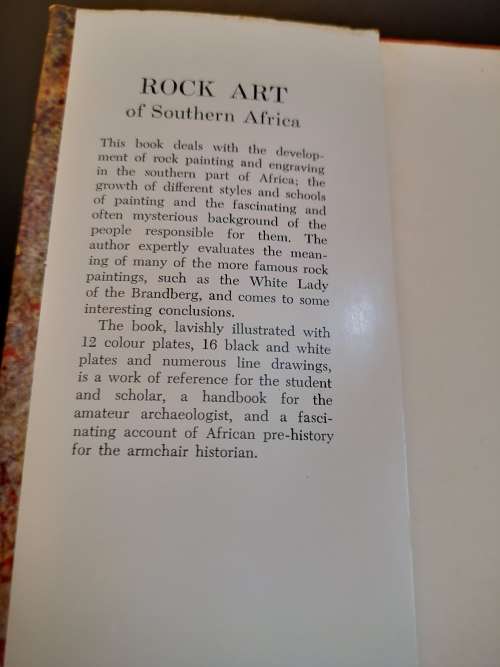 ROCK ART
of Southern Africa
This book deals with the develop-
ment of rock painting and engraving
in the southern part of Africa; the
growth of different styles and schools
of painting and the fascinating and
often mysterious background of the
people responsible for them. The
author expertly evaluates the mean-
ing of many of the more famous rock
paintings, such as the White Lady
of the Brandberg, and comes to some
interesting conclusions.
The book, lavishly illustrated with
12 colour plates, 16 black and white
plates and numerous line drawings,
is a work of reference for the student
and scholar, a handbook for the
amateur archaeologist, and a fasci-
nating account of African pre-history
for the armchair historian.